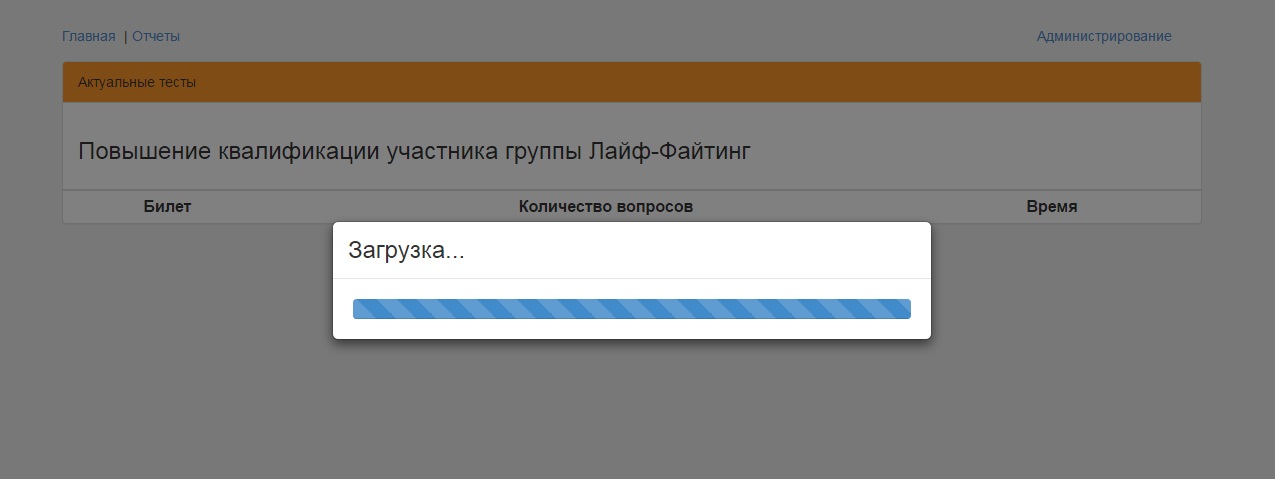 Главная | Отчеты Администрирование
Актуальные тесты
Повышение квалификации участника группы Лайф-Файтинг
Билет Количество вопросов Время
Загрузка...